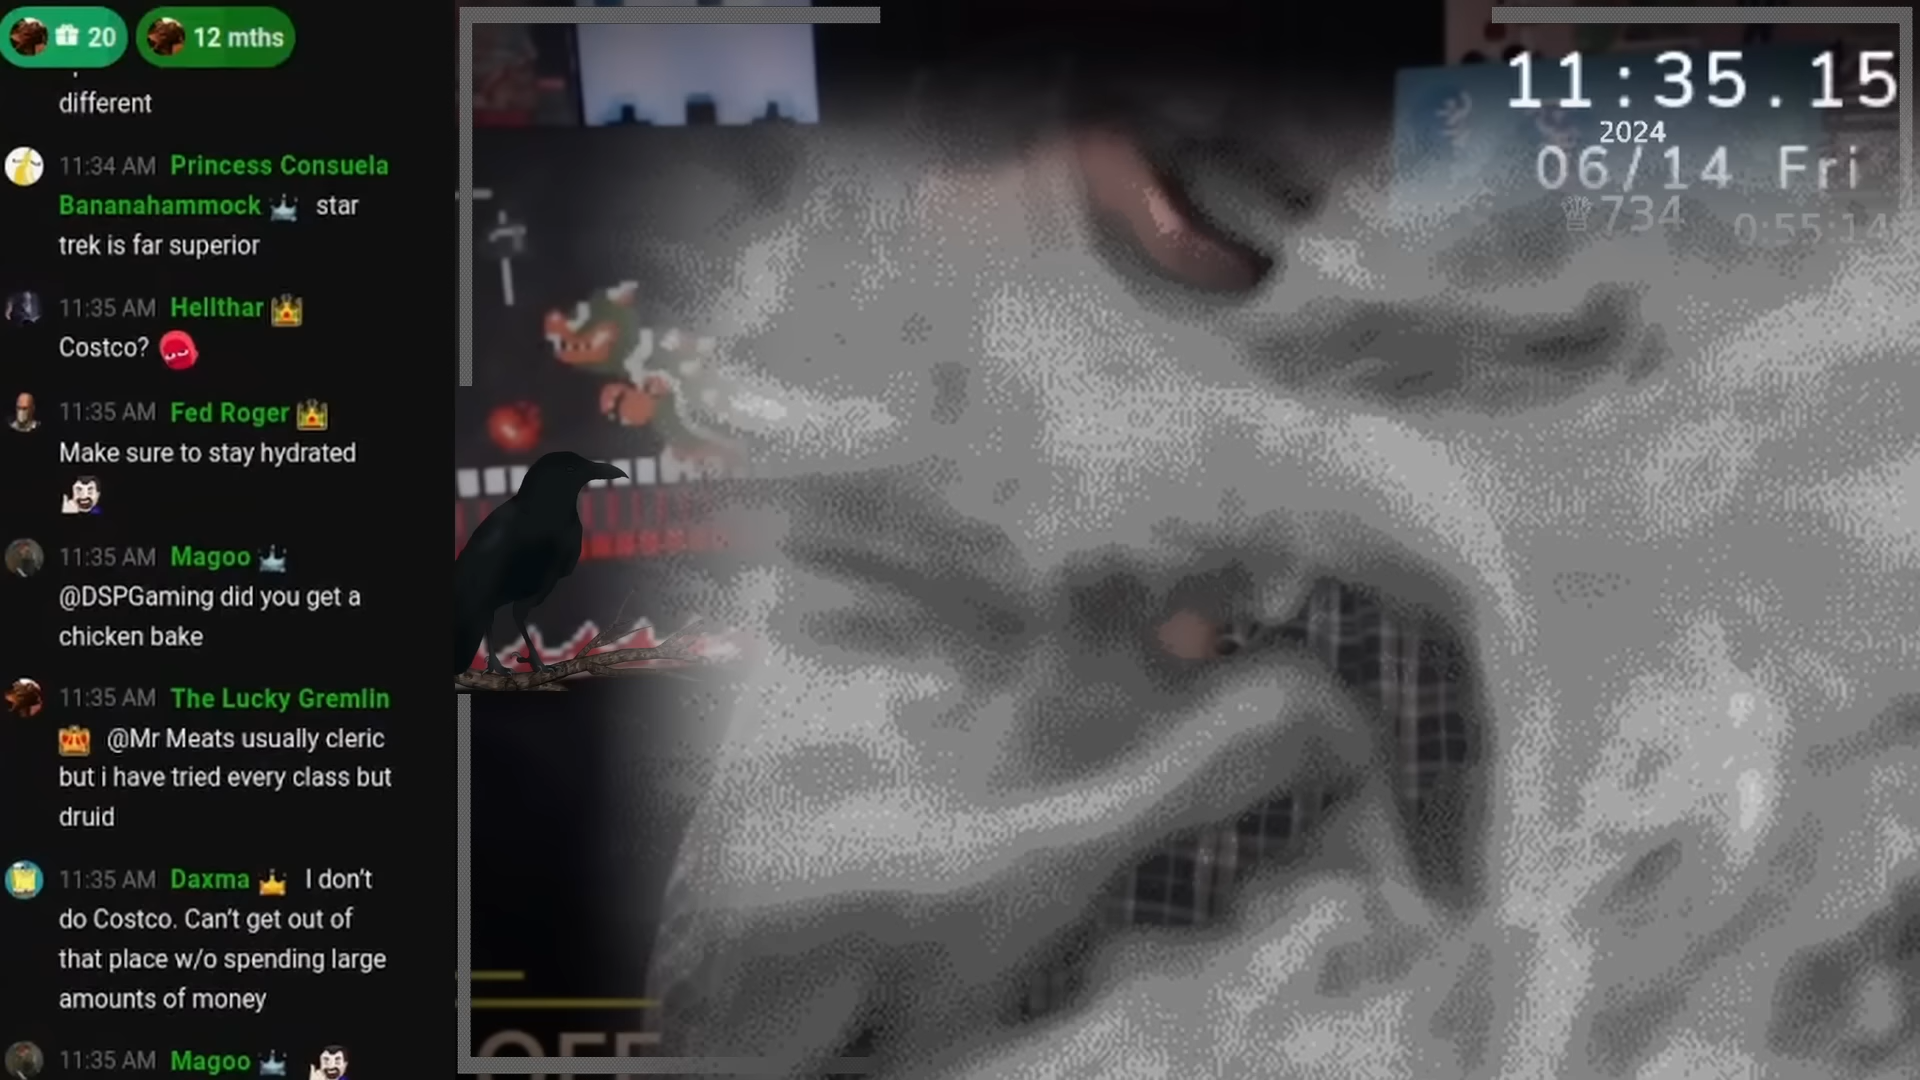 20
12 mths
different
11:34 AM Princess Consuela
Bananahammock star
trek is far superior
11:35 AM Hellthar
Costco?
11:35 AM Fed Roger
Make sure to stay hydrated
11:35 AM Magoo
@DSPGaming did you get a
chicken bake
11:35 AM The Lucky Gremlin
@Mr Meats usually cleric
but i have tried every class but
druid
11:35 AM Daxma I don't
do Costco. Can't get out of
that place w/o spending large
amounts of money
11:35 AM Magoo
11:35.15
2024
06/14 Fri
♕734 0:55:14
OFF